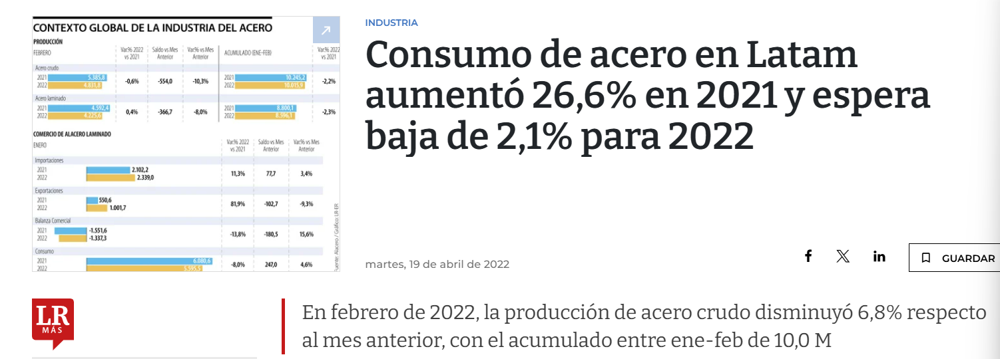 CONTEXTO GLOBAL DE LA INDUSTRIA DEL ACERO
PRODUCCIÓN
FEBRERO Var.% 2022 vs 2021 Saldo vs Mes Anterior Var.% vs Mes Anterior ACUMULADO (ENE-FEB) Var.% 2022 vs 2021
Acero crudo
2021 5.385,8 -0,6% -554,0 -10,3% 2021 10.245,2 -2,2%
2022 4.831,8 2022 10.015,9
Acero laminado
2021 4.592,4 0,4% -366,7 -8,0% 2021 8.800,1 -2,3%
2022 4.225,6 2022 8.596,1
COMERCIO DE ALACERO LAMINADO
ENERO Var.% 2022 vs 2021 Saldo vs Mes Anterior Var.% vs Mes Anterior
Importaciones
2021 2.102,2 11,3% 77,7 3,4%
2022 2.339,0
Exportaciones
2021 550,6 81,9% -102,7 -9,3%
2022 1.001,7
Balanza Comercial
2021 -1.551,6 -13,8% -180,5 15,6%
2022 -1.337,3
Consumo
2021 6.080,6 -8,0% 247,0 4,6%
2022 5.595,5
Fuente: Alacero / Gráfico: LR-ER
INDUSTRIA
Consumo de acero en Latam
aumentó 26,6% en 2021 y espera
baja de 2,1% para 2022
martes, 19 de abril de 2022
GUARDAR
LR
MÁS
En febrero de 2022, la producción de acero crudo disminuyó 6,8% respecto
al mes anterior, con el acumulado entre ene-feb de 10,0 M